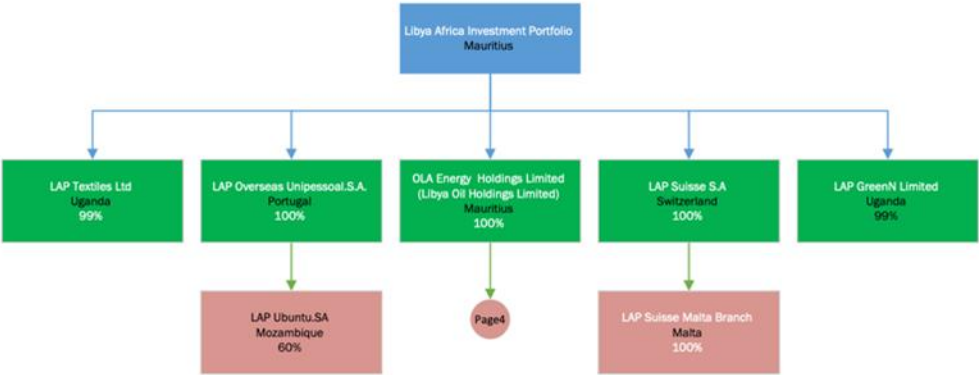 Libya Africa Investment Portfolio
Mauritius
LAP Textiles Ltd
Uganda
99%
LAP Overseas Unipessoal.S.A.
Portugal
100%
OLA Energy Holdings Limited
(Libya Oil Holdings Limited)
Mauritius
100%
LAP Suisse S.A
Switzerland
100%
LAP GreenN Limited
Uganda
99%
LAP Ubuntu.SA
Mozambique
60%
Page4
LAP Suisse Malta Branch
Malta
100%